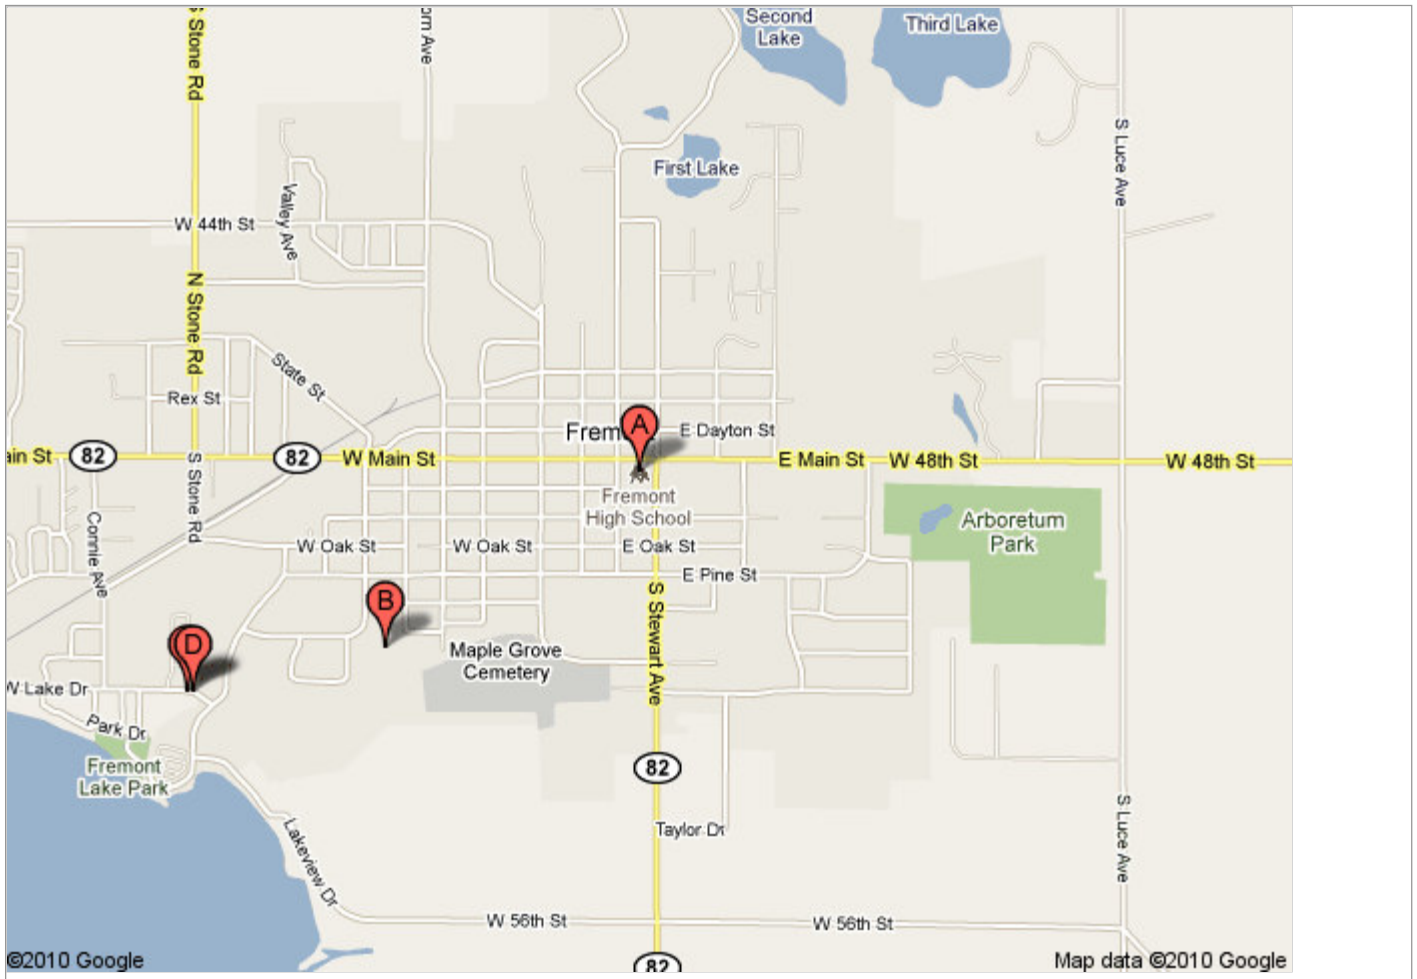 Second
Lake
Third Lake
S Stone Rd
orn Ave
S Luce Ave
First Lake
W 44th St
Valley Ave
N Stone Rd
State St
Rex St
A
Frem
E Dayton St
ain St
82
82
W Main St
E Main St
W 48th St
W 48th St
S Stone Rd
Fremont
High School
Arboretum
Park
Connie Ave
W Oak St
W Oak St
E Oak St
E Pine St
B
S Stewart Ave
D
Maple Grove
Cemetery
W Lake Dr
Park Dr
Fremont
Lake Park
82
Taylor Dr
S Luce Ave
Lakeview Dr
W 56th St
W 56th St
82
©2010 Google
Map data ©2010 Google